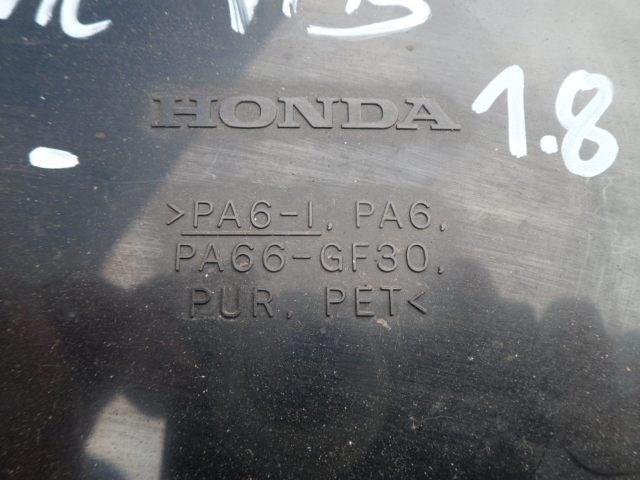 HONDA
1.8
>PA6-I, PA6,
PA66-GF30,
PUR, PET<